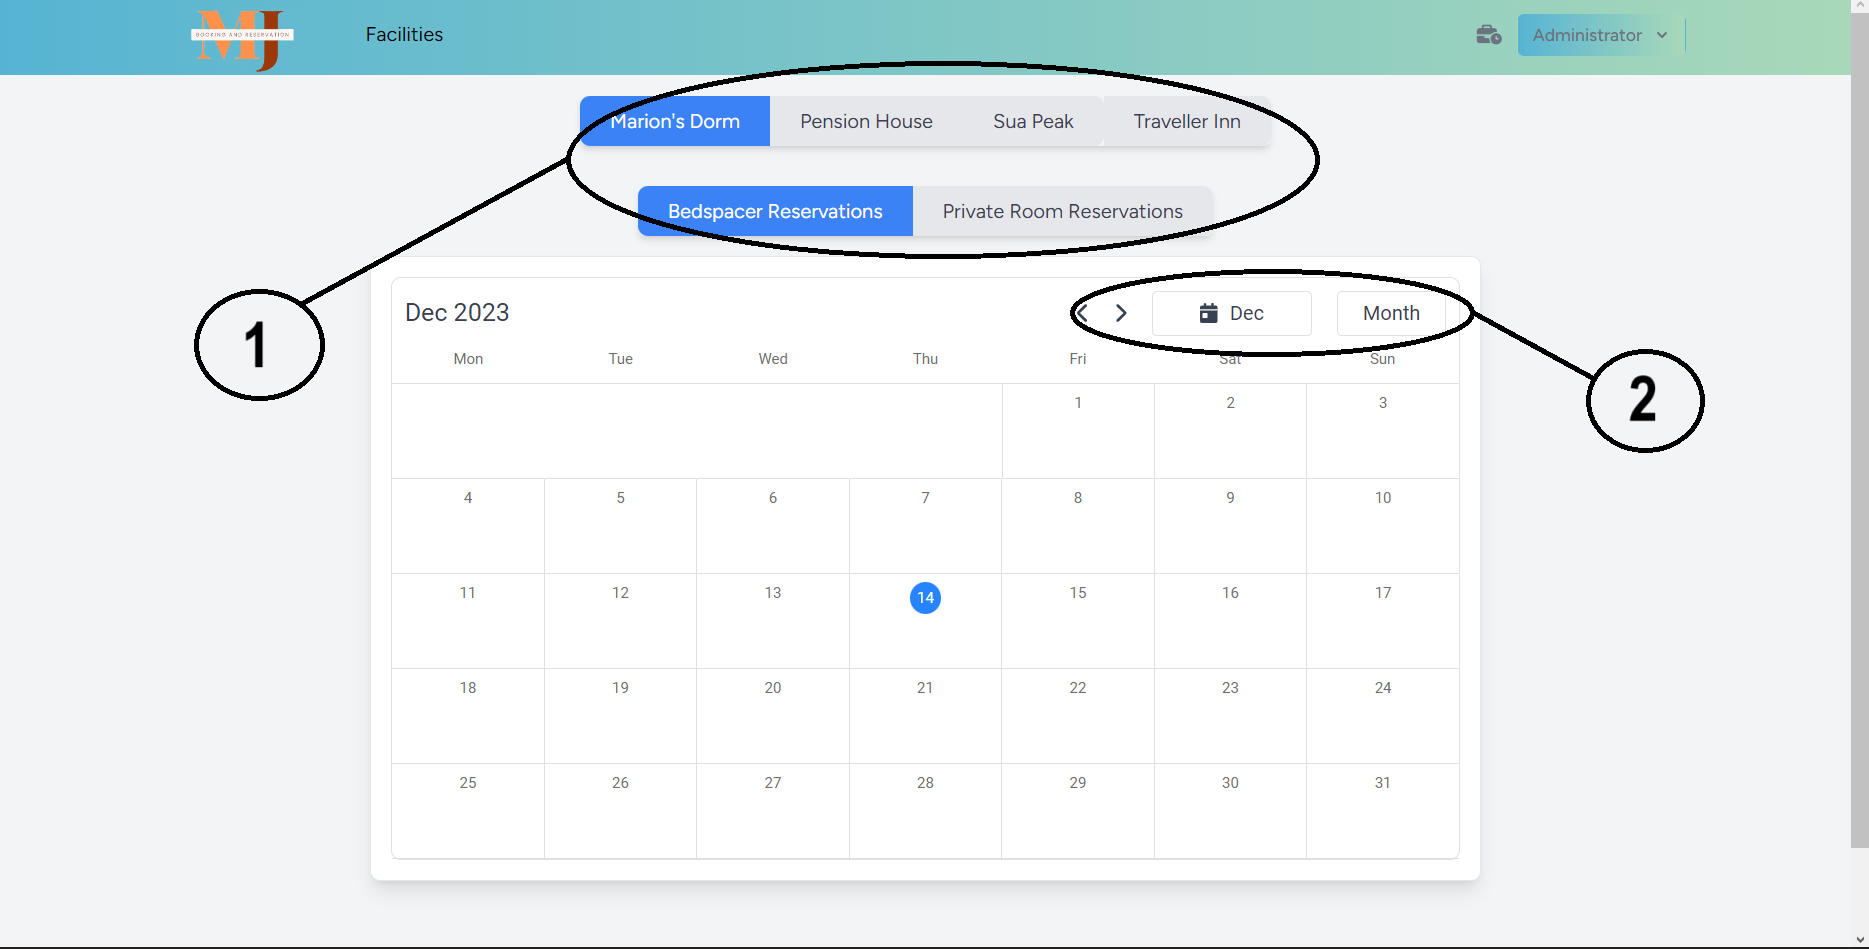 MJ
BOOKING AND RESERVATION
Facilities
Administrator
Marion's Dorm Pension House Sua Peak Traveller Inn
Bedspacer Reservations Private Room Reservations
1
Dec 2023 Dec Month
2
Mon Tue Wed Thu Fri Sat Sun
1 2 3
4 5 6 7 8 9 10
11 12 13 14 15 16 17
18 19 20 21 22 23 24
25 26 27 28 29 30 31